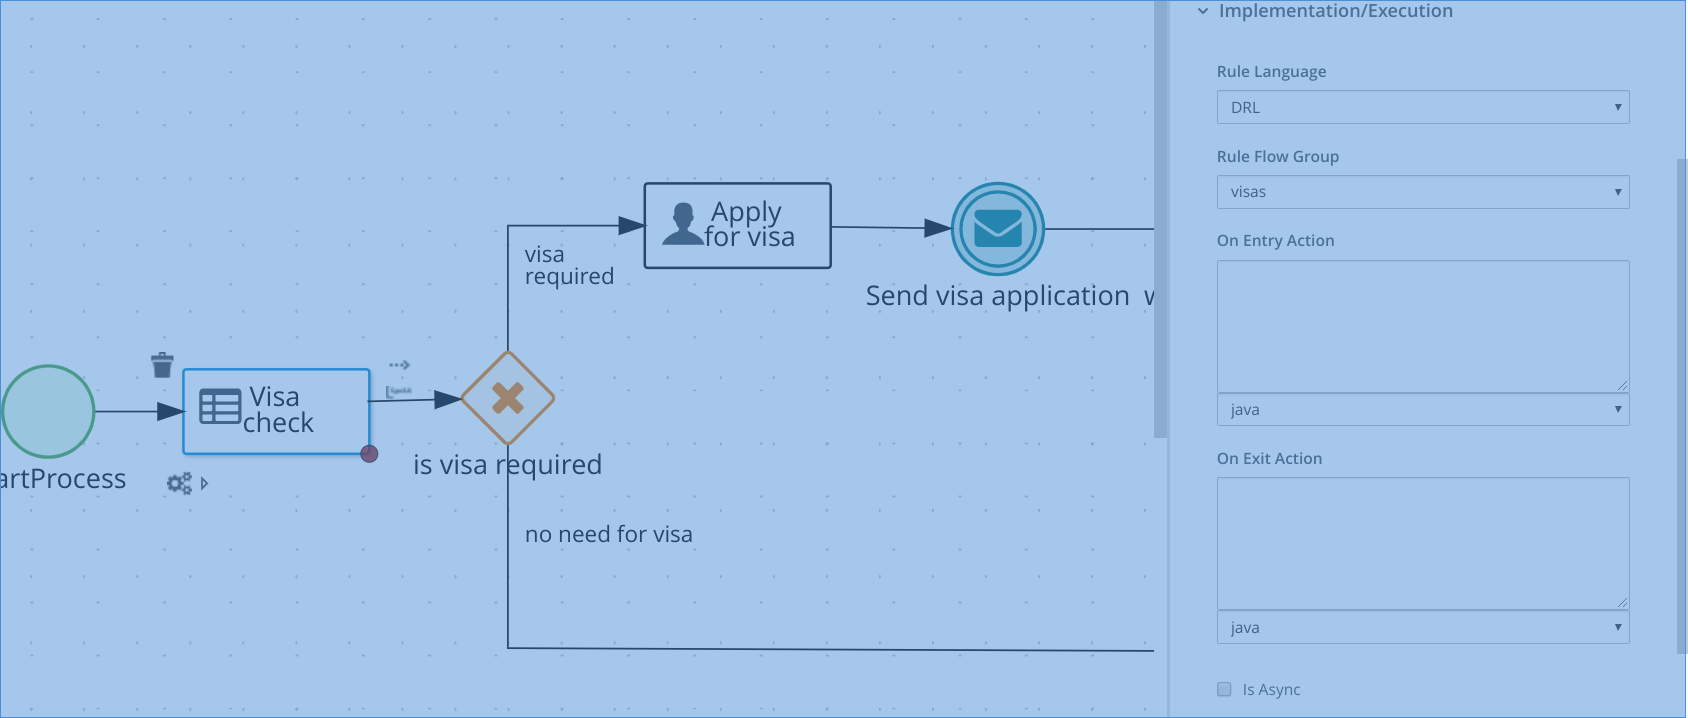 Implementation/Execution
Rule Language
DRL
Rule Flow Group
visas
On Entry Action
java
On Exit Action
java
Is Async
Apply
for visa
visa
required
Send visa application
Visa
check
is visa required
artProcess
no need for visa